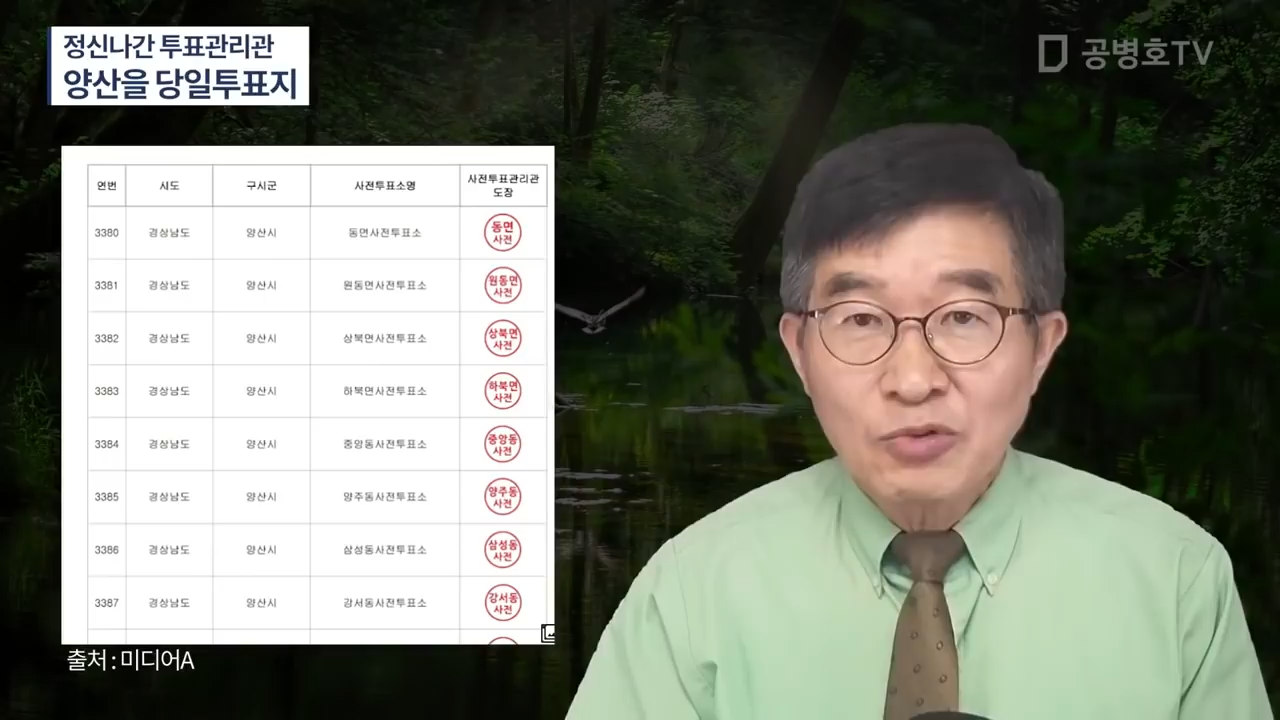 정신나간 투표관리관
양산을 당일투표지
공병호TV
연번 시도 구시군 사전투표소명 사전투표관리관 도장
3380 경상남도 양산시 동면사전투표소 동면 사전
3381 경상남도 양산시 원동면사전투표소 원동면 사전
3382 경상남도 양산시 상북면사전투표소 상북면 사전
3383 경상남도 양산시 하북면사전투표소 하북면 사전
3384 경상남도 양산시 중앙동사전투표소 중앙동 사전
3385 경상남도 양산시 양주동사전투표소 양주동 사전
3386 경상남도 양산시 삼성동사전투표소 삼성동 사전
3387 경상남도 양산시 강서동사전투표소 강서동 사전
출처 : 미디어A